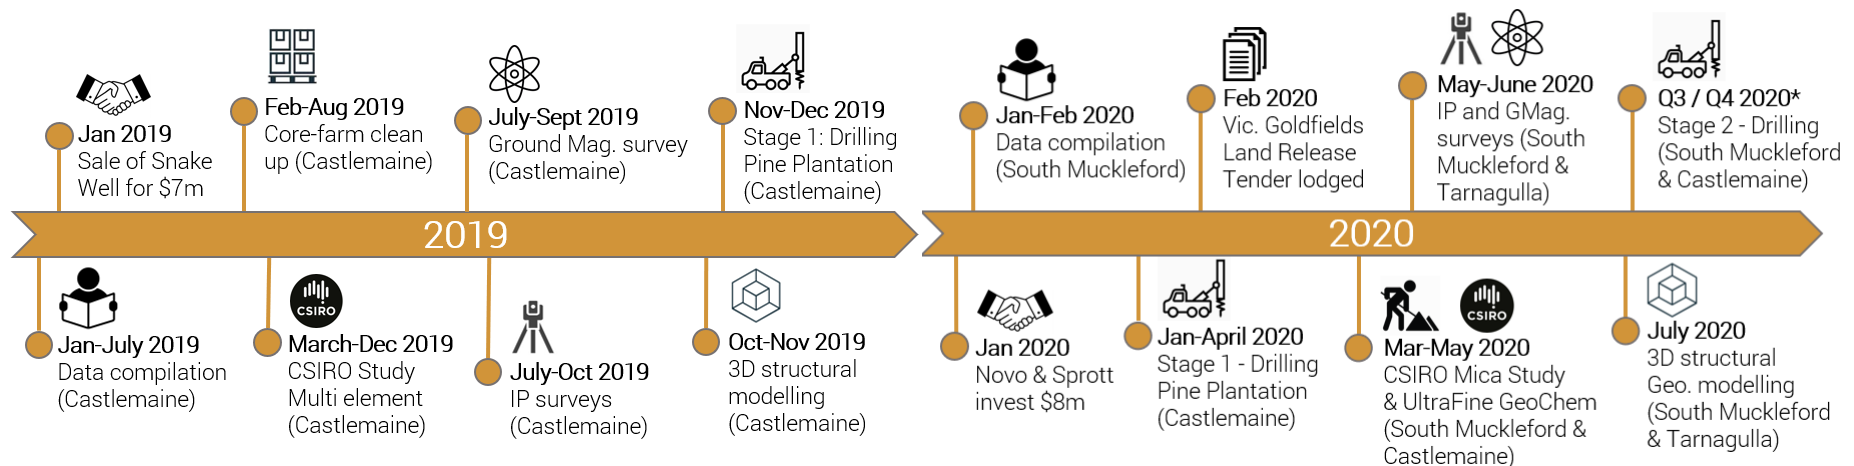 Jan 2019
Sale of Snake
Well for $7m
Feb-Aug 2019
Core-farm clean
up (Castlemaine)
July-Sept 2019
Ground Mag. survey
(Castlemaine)
Nov-Dec 2019
Stage 1: Drilling
Pine Plantation
(Castlemaine)
Jan-Feb 2020
Data compilation
(South Muckleford)
Feb 2020
Vic. Goldfields
Land Release
Tender lodged
May-June 2020
IP and GMag.
surveys (South
Muckleford &
Tarnagulla)
Q3 / Q4 2020*
Stage 2 - Drilling
(South Muckleford
& Castlemaine)
2019
2020
Jan-July 2019
Data compilation
(Castlemaine)
CSIRO
March-Dec 2019
CSIRO Study
Multi element
(Castlemaine)
July-Oct 2019
IP surveys
(Castlemaine)
Oct-Nov 2019
3D structural
modelling
(Castlemaine)
Jan 2020
Novo & Sprott
invest $8m
Jan-April 2020
Stage 1 - Drilling
Pine Plantation
(Castlemaine)
CSIRO
Mar-May 2020
CSIRO Mica Study
& UltraFine GeoChem
(South Muckleford &
Castlemaine)
July 2020
3D structural
Geo. modelling
(South Muckleford
& Tarnagulla)